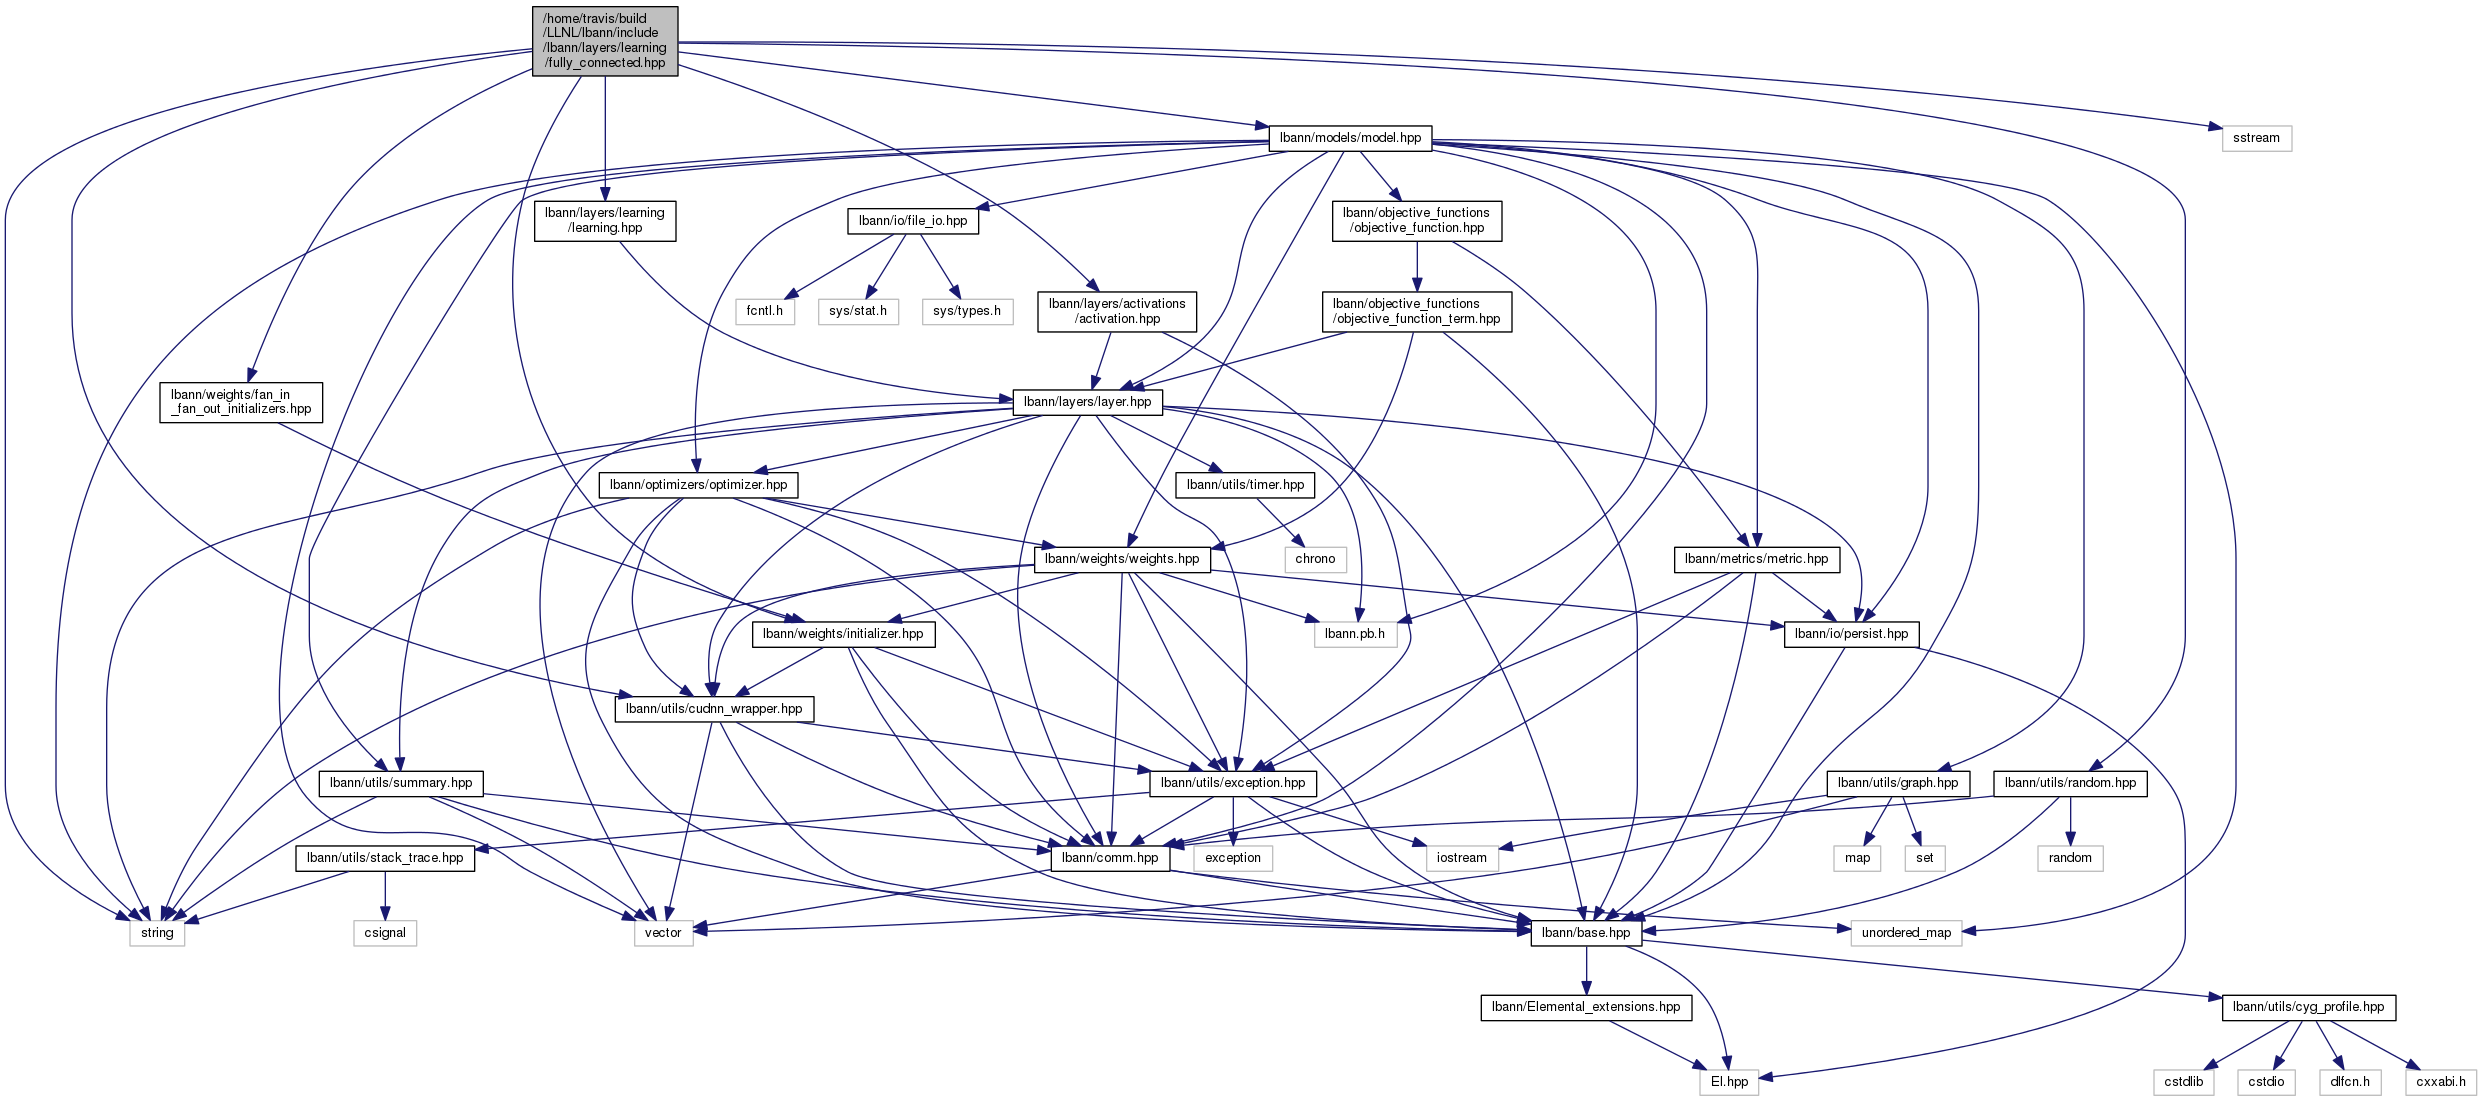 /home/travis/build
/LLNL/lbann/include
/lbann/layers/learning
/fully_connected.hpp
lbann/models/model.hpp
sstream
lbann/layers/learning
/learning.hpp
lbann/io/file_io.hpp
lbann/objective_functions
/objective_function.hpp
fcntl.h
sys/stat.h
sys/types.h
lbann/layers/activations
/activation.hpp
lbann/objective_functions
/objective_function_term.hpp
lbann/weights/fan_in
_fan_out_initializers.hpp
lbann/layers/layer.hpp
lbann/optimizers/optimizer.hpp
lbann/utils/timer.hpp
lbann/weights/weights.hpp
chrono
lbann/metrics/metric.hpp
lbann/weights/initializer.hpp
lbann.pb.h
lbann/io/persist.hpp
lbann/utils/cudnn_wrapper.hpp
lbann/utils/summary.hpp
lbann/utils/exception.hpp
lbann/utils/graph.hpp
lbann/utils/random.hpp
lbann/utils/stack_trace.hpp
lbann/comm.hpp
exception
iostream
map
set
random
string
csignal
vector
lbann/base.hpp
unordered_map
lbann/Elemental_extensions.hpp
lbann/utils/cyg_profile.hpp
El.hpp
cstdlib
cstdio
dlfcn.h
cxxabi.h